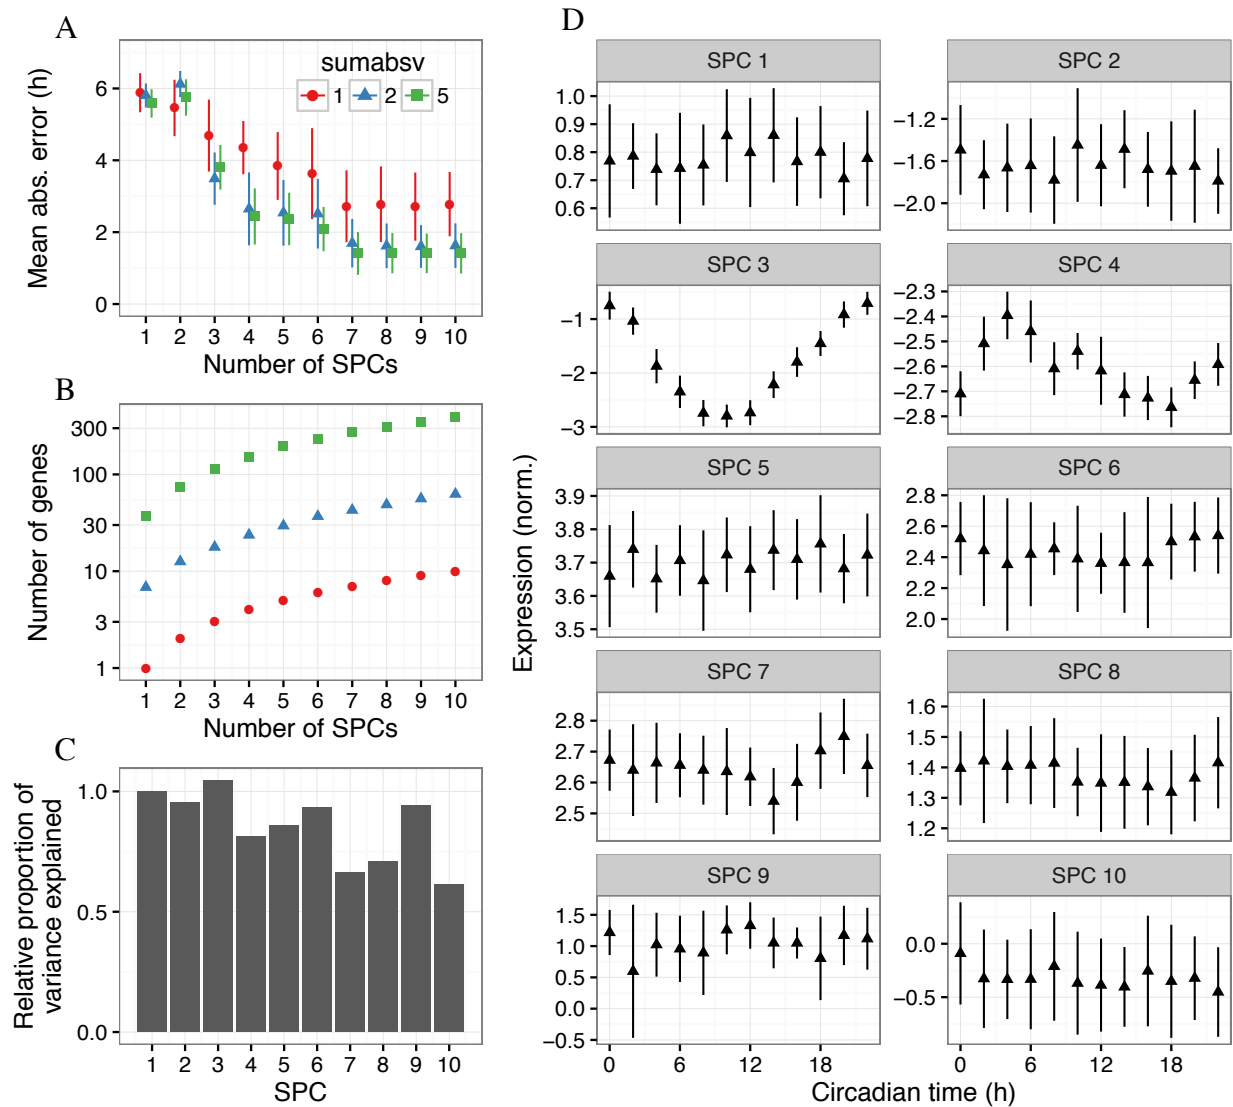 A
sumabsv
1 2 5
Mean abs. error (h)
6
4
2
0
1 2 3 4 5 6 7 8 9 10
Number of SPCs
B
Number of genes
300
100
30
10
3
1
1 2 3 4 5 6 7 8 9 10
Number of SPCs
C
Relative proportion of
variance explained
1.0
0.5
0.0
1 2 3 4 5 6 7 8 9 10
SPC
D
Expression (norm.)
SPC 1
1.0
0.9
0.8
0.7
0.6
SPC 2
−1.2
−1.6
−2.0
SPC 3
−1
−2
−3
SPC 4
−2.3
−2.4
−2.5
−2.6
−2.7
−2.8
SPC 5
3.9
3.8
3.7
3.6
3.5
SPC 6
2.8
2.6
2.4
2.2
2.0
SPC 7
2.8
2.7
2.6
2.5
SPC 8
1.6
1.5
1.4
1.3
1.2
SPC 9
1.5
1.0
0.5
0.0
−0.5
SPC 10
0.0
−0.5
0 6 12 18
0 6 12 18
Circadian time (h)